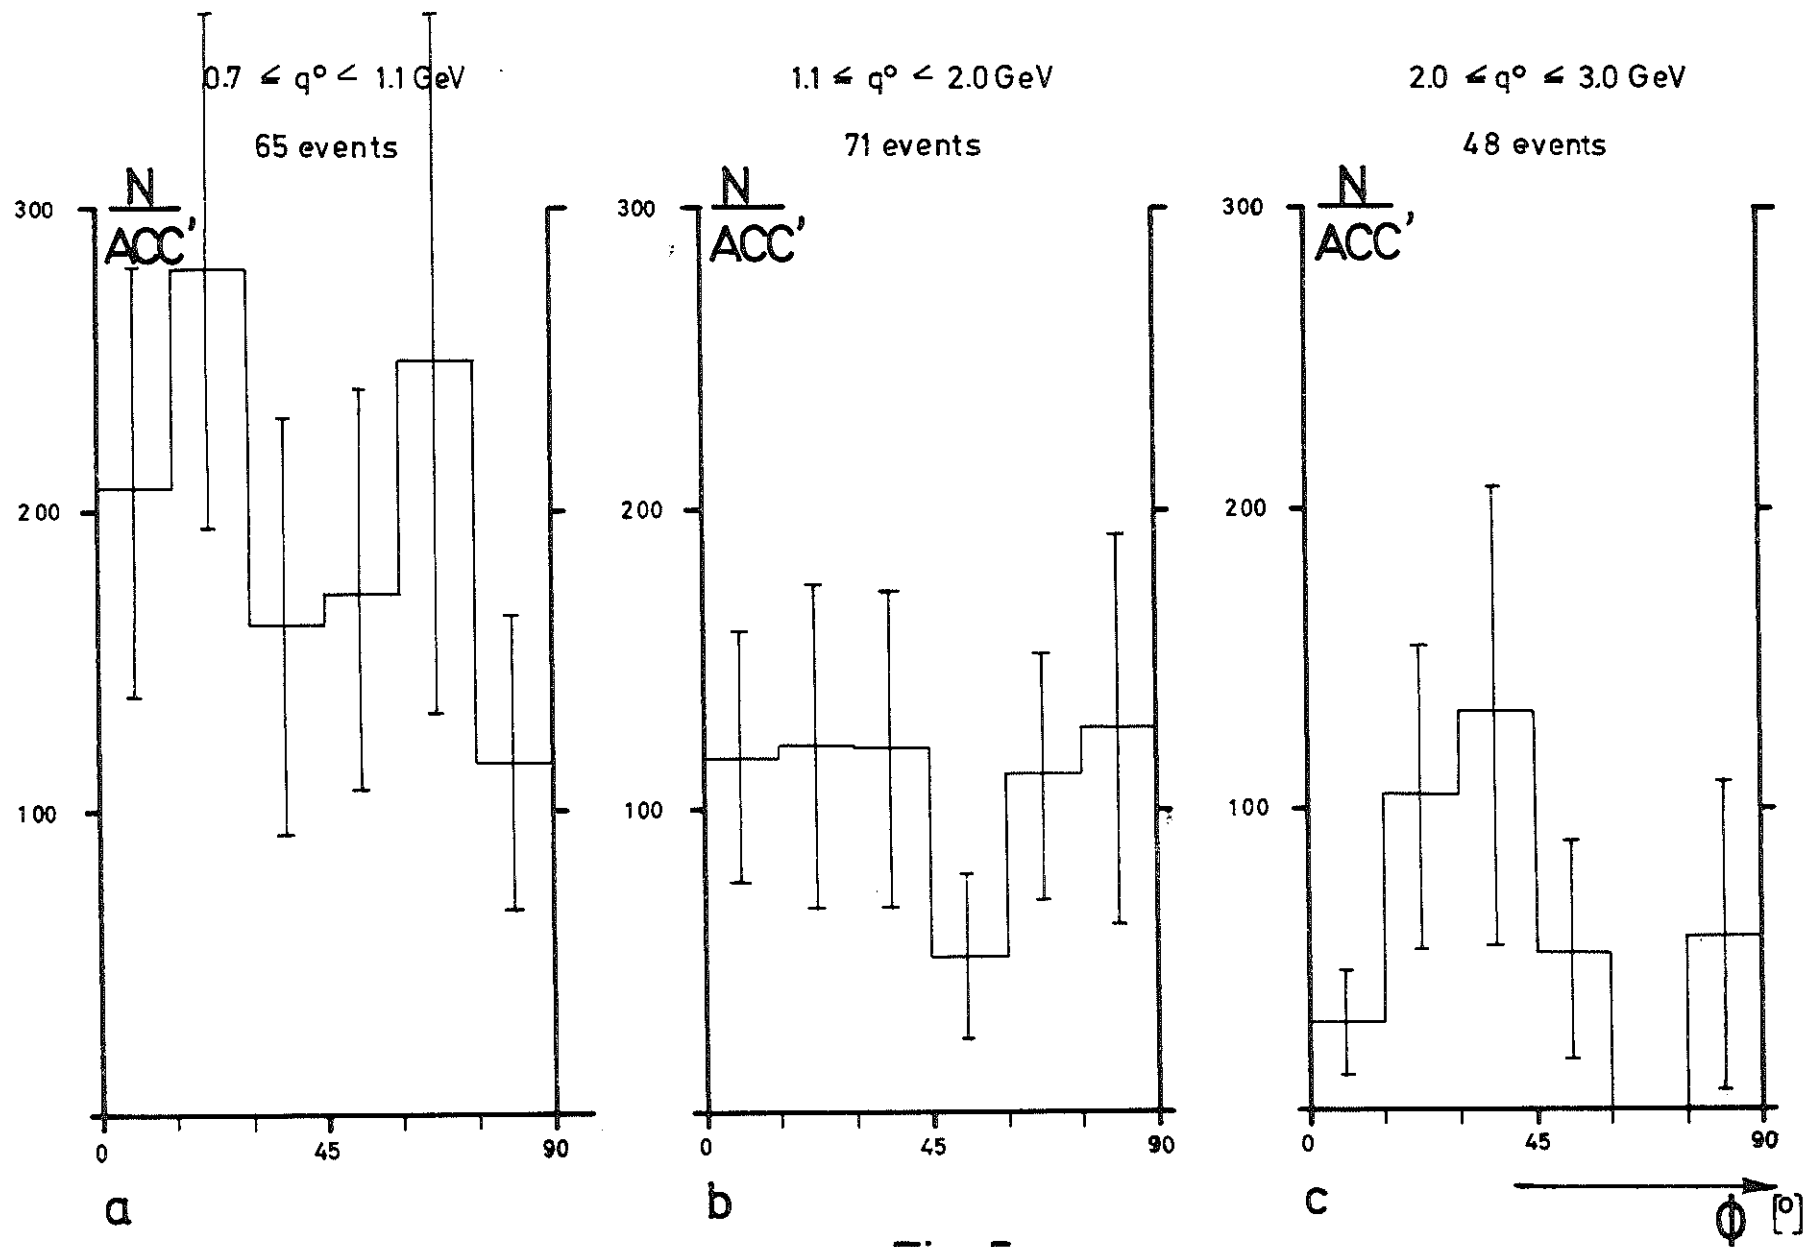 0.7 ≤ q° < 1.1 GeV
65 events
N
ACC'
300
200
100
0 45 90
a
1.1 ≤ q° < 2.0 GeV
71 events
N
ACC'
300
200
100
0 45 90
b
2.0 ≤ q° ≤ 3.0 GeV
48 events
N
ACC'
300
200
100
0 45 90
c
ϕ [°]